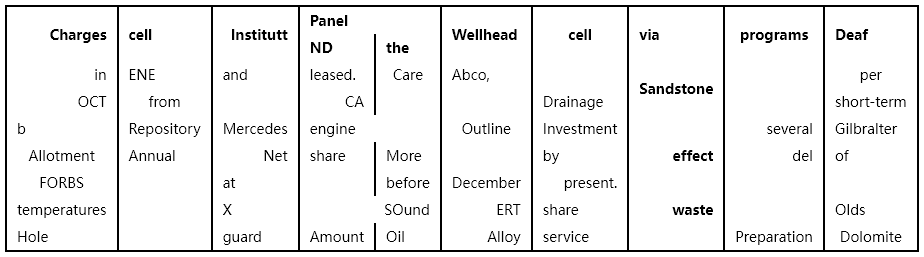 Panel
Charges cell Institutt Wellhead cell via programs Deaf
ND the
in ENE and leased. Care Abco, per
Sandstone
OCT from CA Drainage short-term
b Repository Mercedes engine Outline Investment several Gilbralter
Allotment Annual Net share More by effect del of
FORBS at before December present.
temperatures X SOund ERT share waste Olds
Hole guard Amount Oil Alloy service Preparation Dolomite